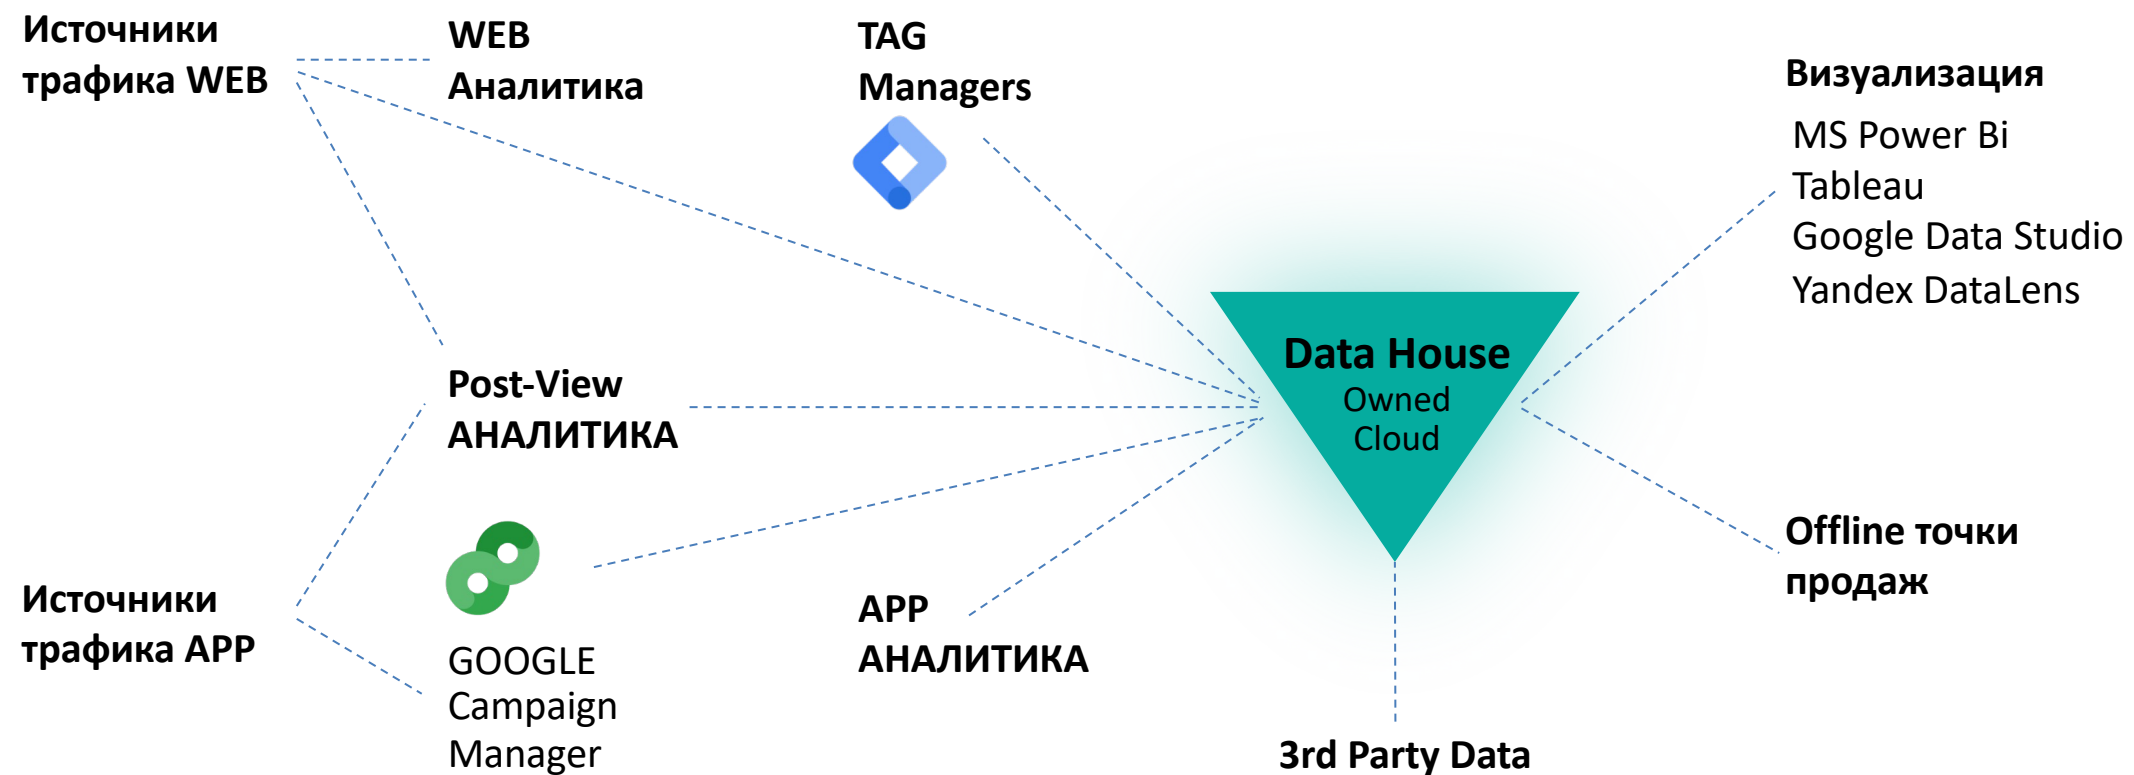 Источники
трафика WEB
WEB
Аналитика
TAG
Managers
Визуализация
MS Power Bi
Tableau
Google Data Studio
Yandex DataLens
Data House
Owned
Cloud
Post-View
АНАЛИТИКА
Offline точки
продаж
Источники
трафика APP
GOOGLE
Campaign
Manager
APP
АНАЛИТИКА
3rd Party Data